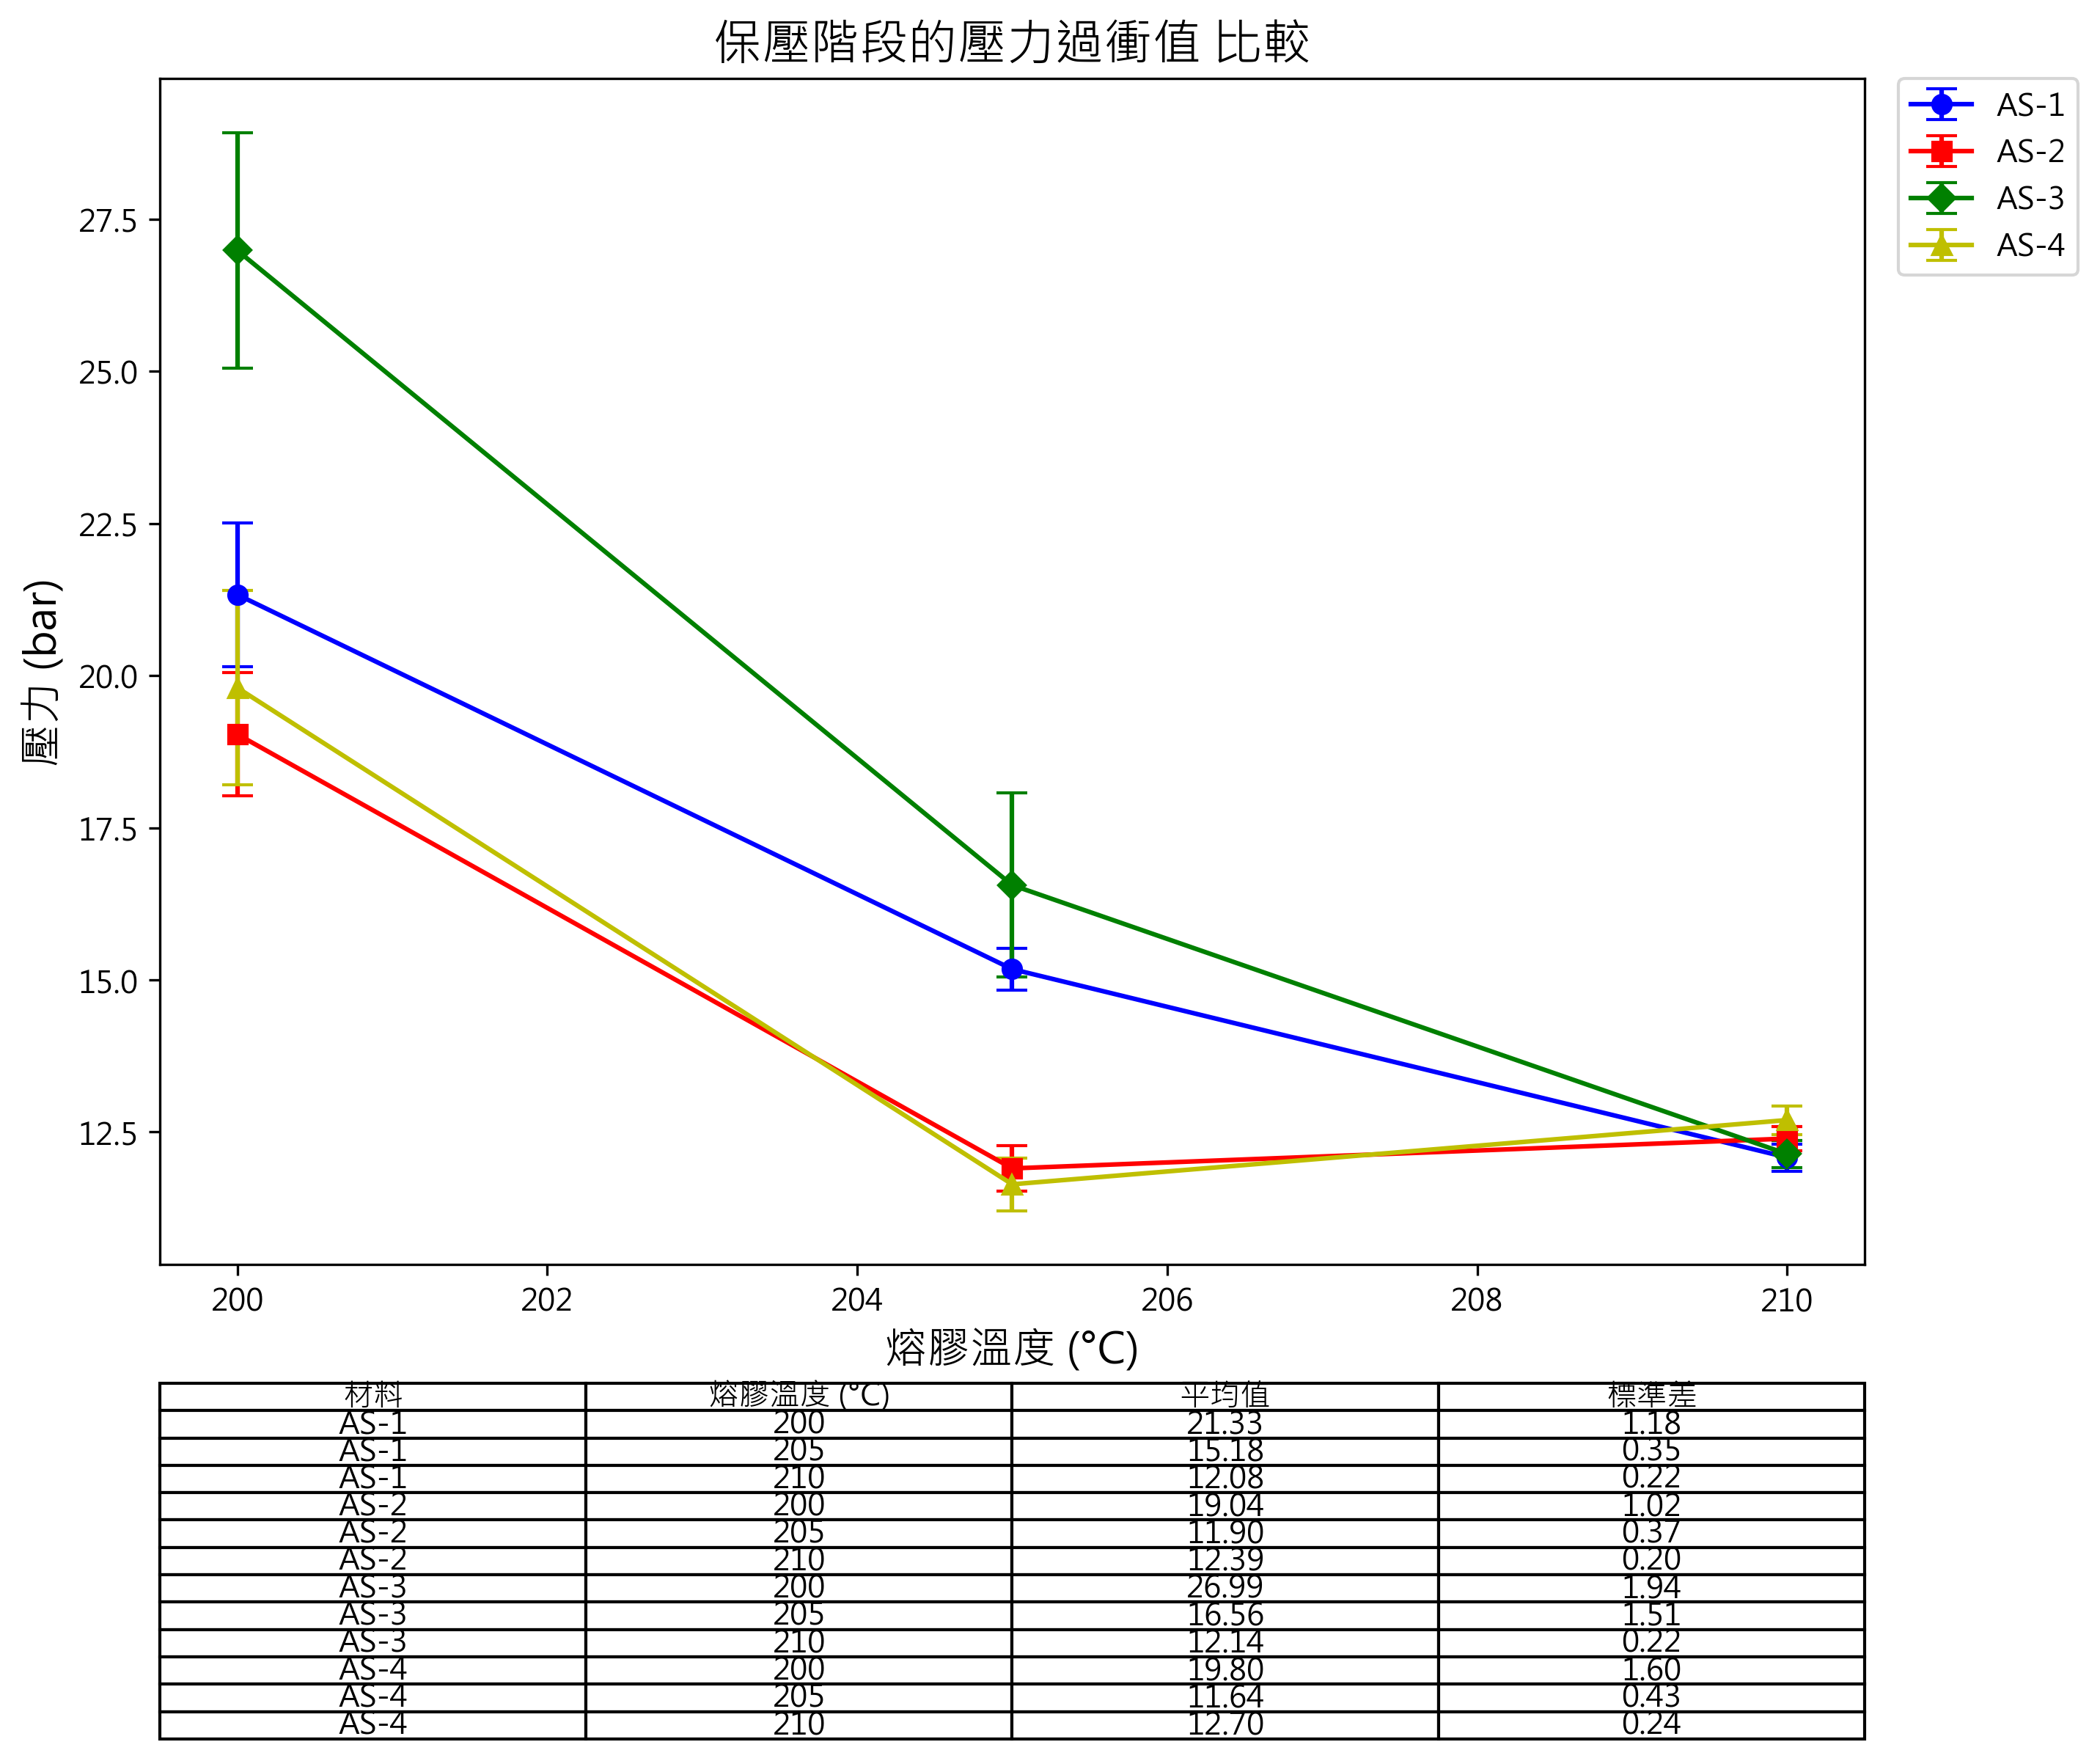 保壓階段的壓力過衝值 比較
AS-1
AS-2
AS-3
AS-4
壓力 (bar)
27.5
25.0
22.5
20.0
17.5
15.0
12.5
200 202 204 206 208 210
熔膠溫度 (°C)
材料 熔膠溫度 (°C) 平均值 標準差
AS-1 200 21.33 1.18
AS-1 205 15.18 0.35
AS-1 210 12.08 0.22
AS-2 200 19.04 1.02
AS-2 205 11.90 0.37
AS-2 210 12.39 0.20
AS-3 200 26.99 1.94
AS-3 205 16.56 1.51
AS-3 210 12.14 0.22
AS-4 200 19.80 1.60
AS-4 205 11.64 0.43
AS-4 210 12.70 0.24